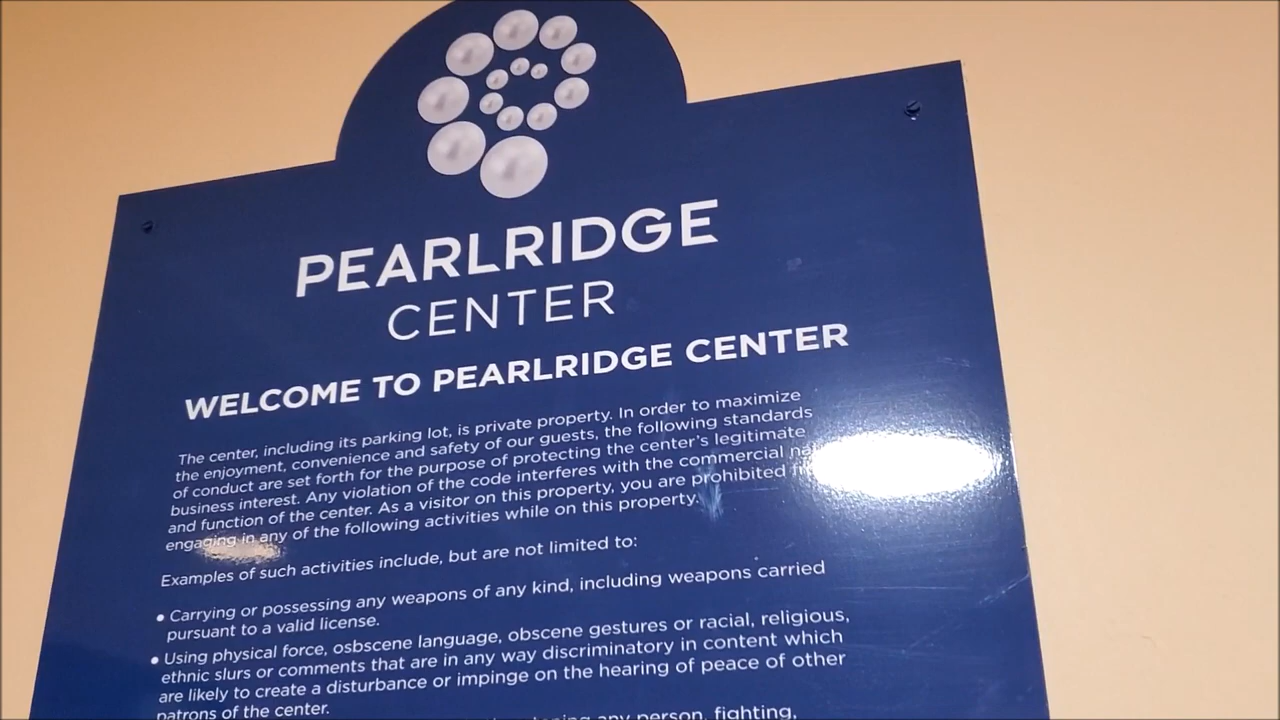 PEARLRIDGE
CENTER
WELCOME TO PEARLRIDGE CENTER
The center, including its parking lot, is private property. In order to maximize
the enjoyment, convenience and safety of our guests, the following standards
of conduct are set forth for the purpose of protecting the center's legitimate
business interest. Any violation of the code interferes with the commercial
and function of the center. As a visitor on this property, you are prohibited
engaging in any of the following activities while on this property.
Examples of such activities include, but are not limited to:
• Carrying or possessing any weapons of any kind, including weapons carried
pursuant to a valid license.
• Using physical force, osbscene language, obscene gestures or racial, religious,
ethnic slurs or comments that are in any way discriminatory in content which
are likely to create a disturbance or impinge on the hearing of peace of other
patrons of the center.
any person, fighting,